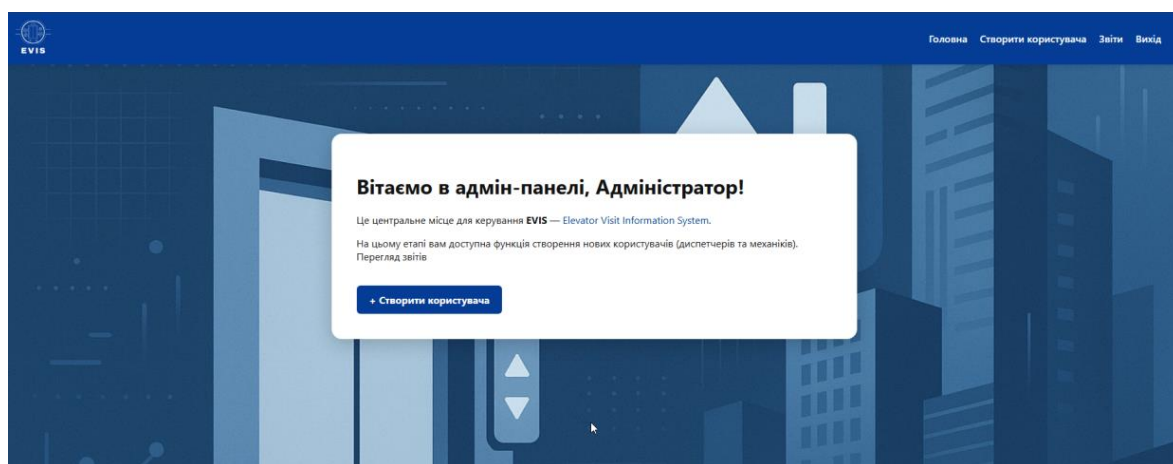 EVIS
Головна Створити користувача Звіти Вихід
Вітаємо в адмін-панелі, Адміністратор!
Це центральне місце для керування EVIS — Elevator Visit Information System.
На цьому етапі вам доступна функція створення нових користувачів (диспетчерів та механіків).
Перегляд звітів
+ Створити користувача